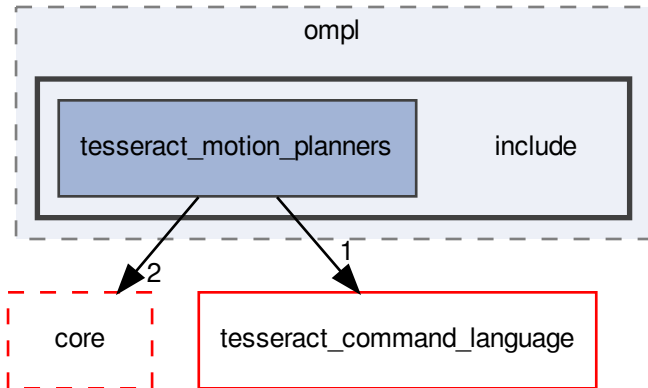 ompl
tesseract_motion_planners
include
1
2
core
tesseract_command_language